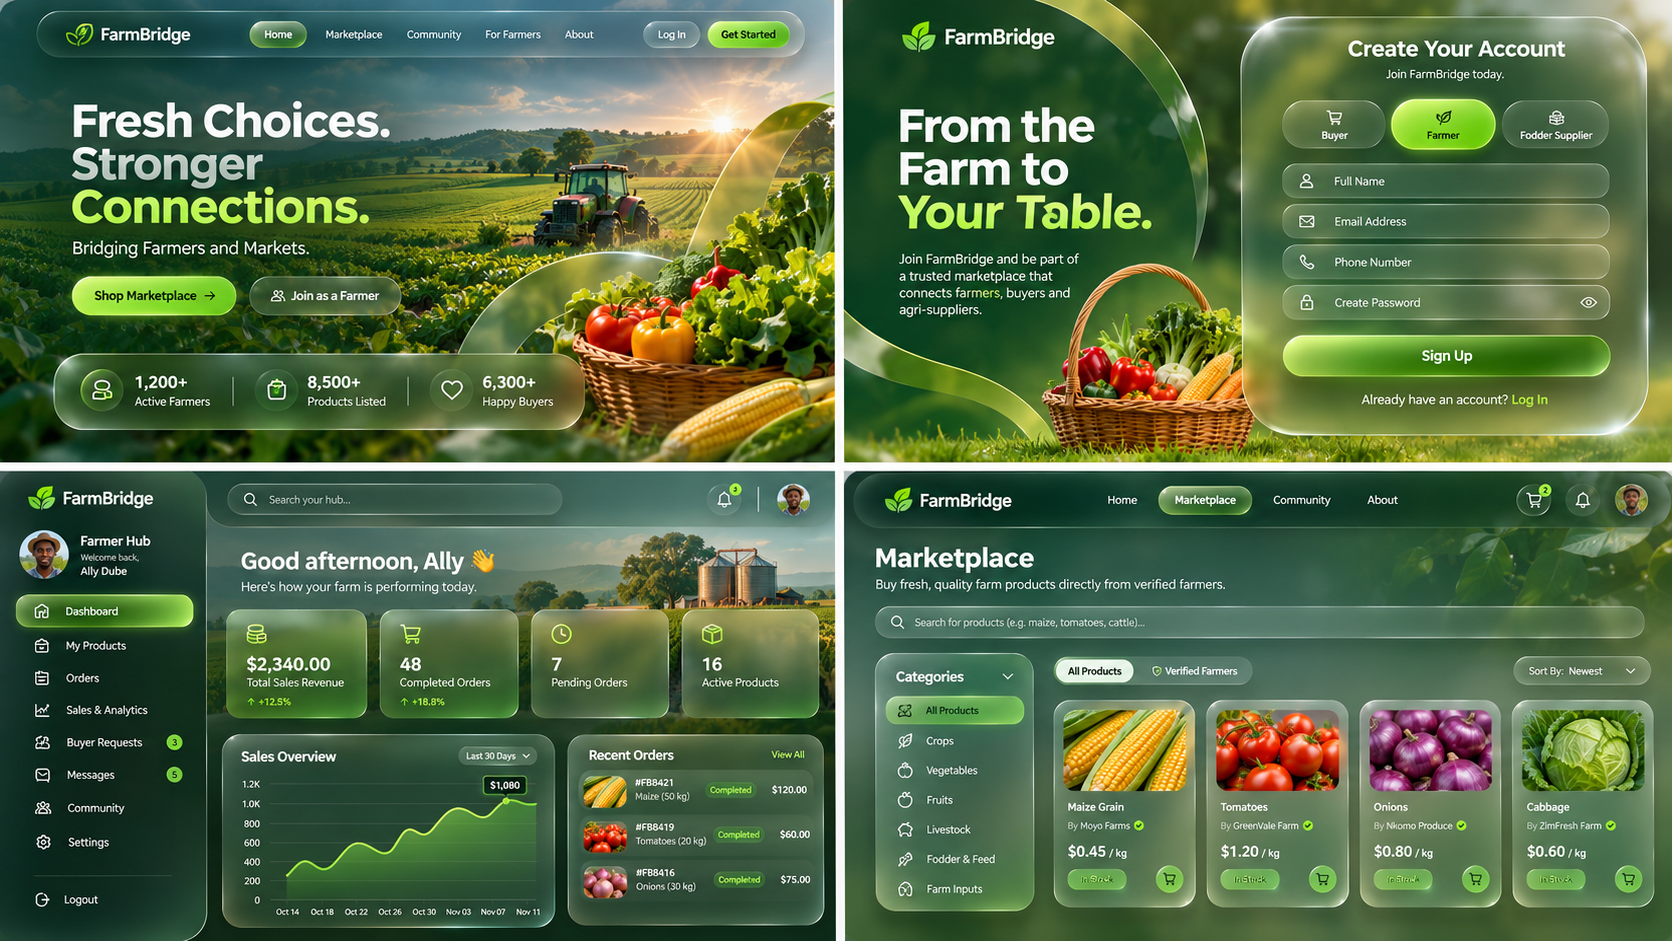 FarmBridge
Home
Marketplace
Community
For Farmers
About
Log In
Get Started
Fresh Choices.
Stronger
Connections.
Bridging Farmers and Markets.
Shop Marketplace →
Join as a Farmer
1,200+
Active Farmers
8,500+
Products Listed
6,300+
Happy Buyers
FarmBridge
From the
Farm to
Your Table.
Join FarmBridge and be part of
a trusted marketplace that
connects farmers, buyers and
agri-suppliers.
Create Your Account
Join FarmBridge today.
Buyer
Farmer
Fodder Supplier
Full Name
Email Address
Phone Number
Create Password
Sign Up
Already have an account? Log In
FarmBridge
Farmer Hub
Welcome back,
Ally Dube
Dashboard
My Products
Orders
Sales & Analytics
Buyer Requests 3
Messages 5
Community
Settings
Logout
Search your hub...
3
Good afternoon, Ally 👋
Here's how your farm is performing today.
$2,340.00
Total Sales Revenue
↑ +12.5%
48
Completed Orders
↑ +18.8%
7
Pending Orders
16
Active Products
Sales Overview
Last 30 Days
$1,080
1.2K
1.0K
800
600
400
200
0
Oct 14 Oct 18 Oct 22 Oct 26 Oct 30 Nov 03 Nov 07 Nov 11
Recent Orders
View All
#FB8421
Maize (50 kg)
Completed
$120.00
#FB8419
Tomatoes (20 kg)
Completed
$60.00
#FB8416
Onions (30 kg)
Completed
$75.00
FarmBridge
Home
Marketplace
Community
About
2
Marketplace
Buy fresh, quality farm products directly from verified farmers.
Search for products (e.g. maize, tomatoes, cattle)...
Categories
All Products
Crops
Vegetables
Fruits
Livestock
Fodder & Feed
Farm Inputs
All Products
Verified Farmers
Sort By: Newest
Maize Grain
By Moyo Farms
$0.45 / kg
In Stock
Tomatoes
By GreenVale Farm
$1.20 / kg
In Stock
Onions
By Nkomo Produce
$0.80 / kg
In Stock
Cabbage
By ZimFresh Farm
$0.60 / kg
In Stock